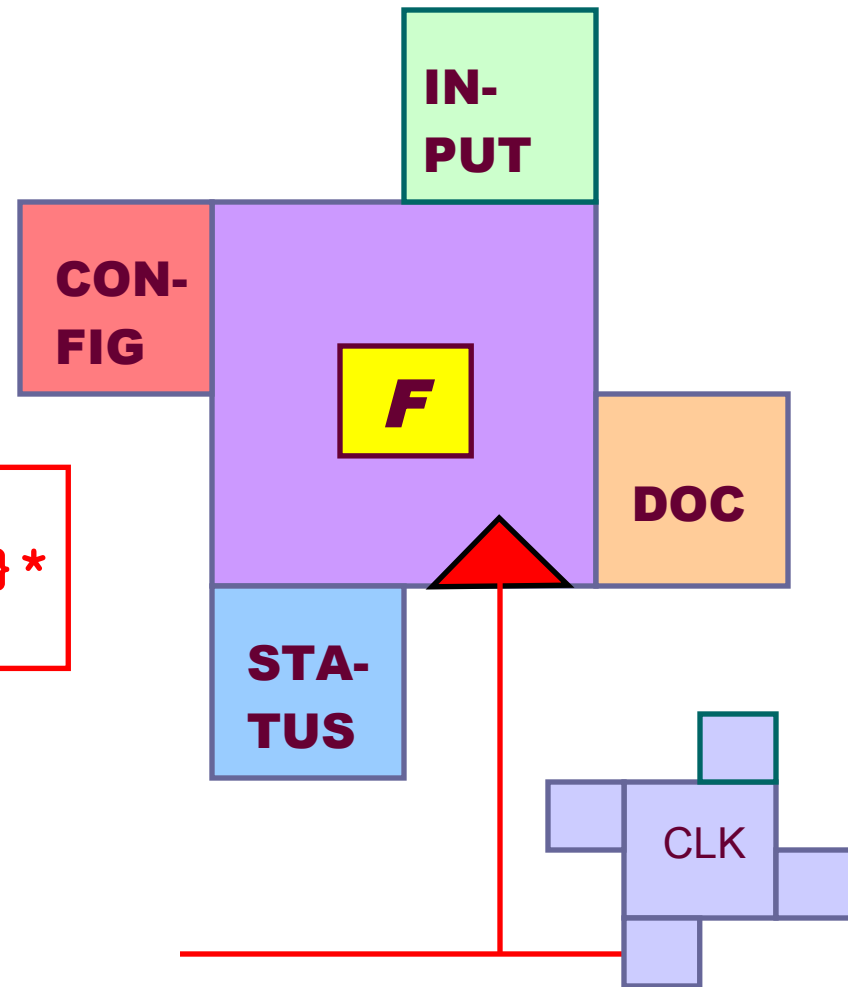 IN-
PUT
CON-
FIG
F
DOC
}*
STA-
TUS
CLK